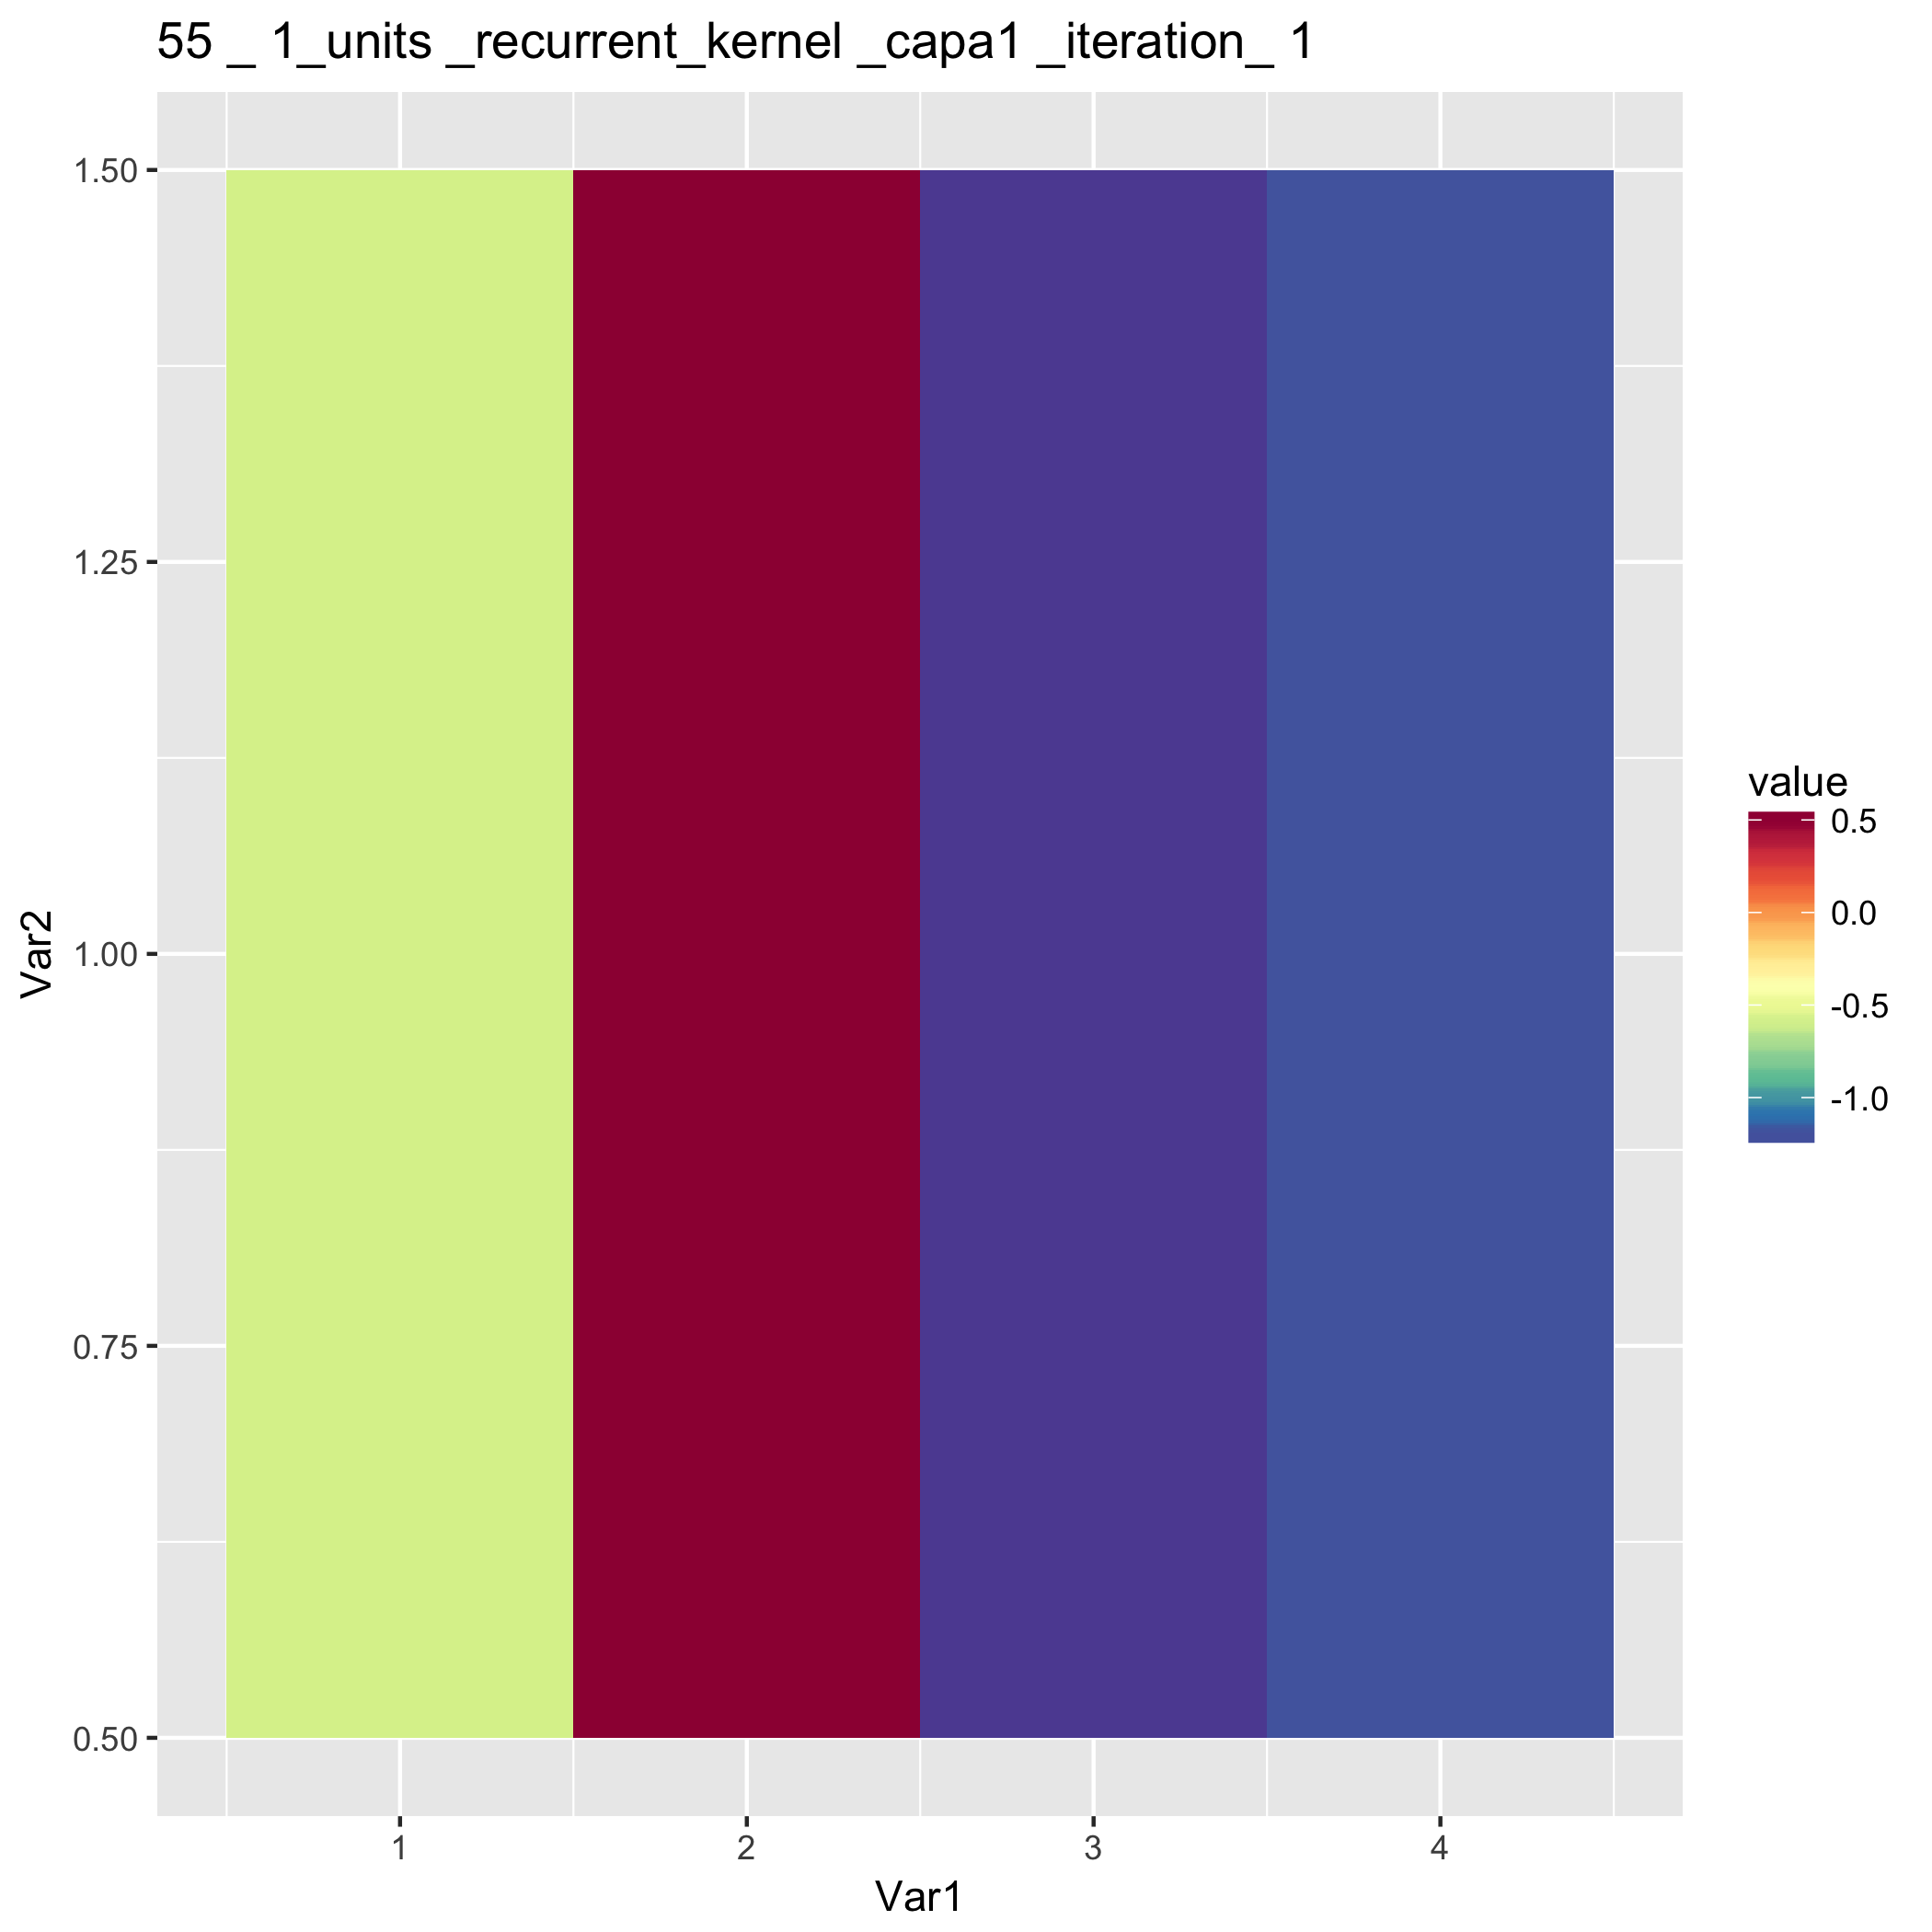 55 _ 1_units _recurrent_kernel _capa1 _iteration_ 1
1.50
1.25
1.00
0.75
0.50
Var2
1 2 3 4
Var1
value
0.5
0.0
-0.5
-1.0